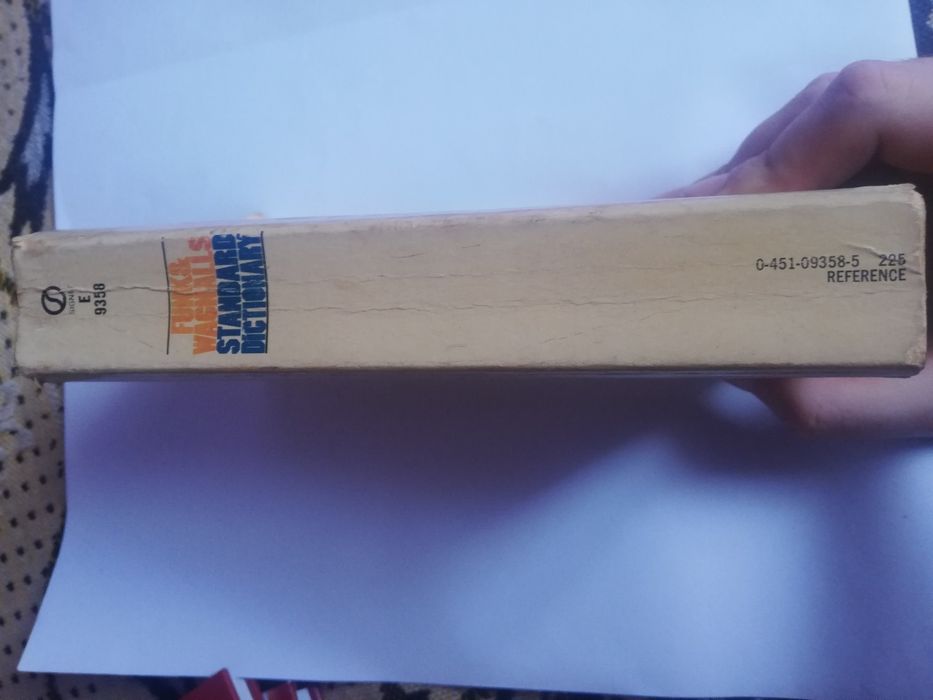 SIGNET
E
9358
FUNK &
WAGNALLS
STANDARD
DICTIONARY
0-451-09358-5 225
REFERENCE